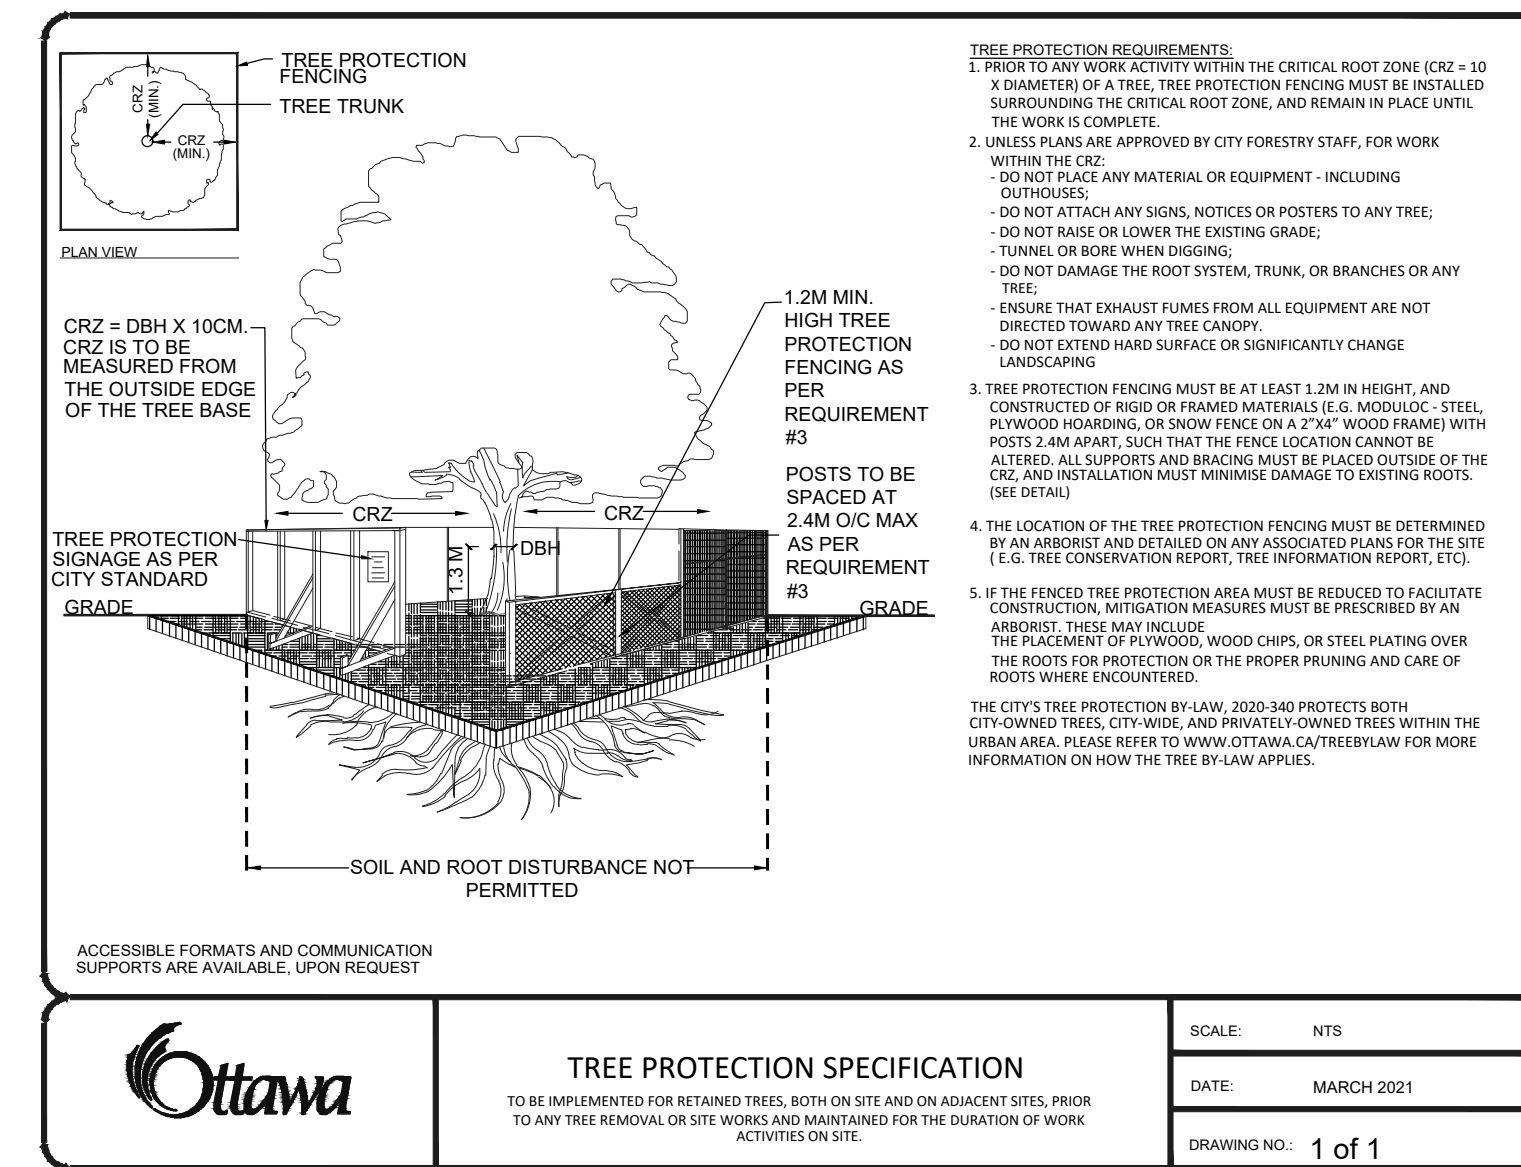 TREE PROTECTION
FENCING
TREE TRUNK
CRZ
(MIN.)
CRZ
(MIN.)
PLAN VIEW
CRZ = DBH X 10CM.
CRZ IS TO BE
MEASURED FROM
THE OUTSIDE EDGE
OF THE TREE BASE
1.2M MIN.
HIGH TREE
PROTECTION
FENCING AS
PER
REQUIREMENT
#3
POSTS TO BE
SPACED AT
2.4M O/C MAX
AS PER
REQUIREMENT
#3
CRZ
CRZ
TREE PROTECTION
SIGNAGE AS PER
CITY STANDARD
1.3 M
DBH
GRADE
GRADE
SOIL AND ROOT DISTURBANCE NOT
PERMITTED
ACCESSIBLE FORMATS AND COMMUNICATION
SUPPORTS ARE AVAILABLE, UPON REQUEST
TREE PROTECTION REQUIREMENTS:
1. PRIOR TO ANY WORK ACTIVITY WITHIN THE CRITICAL ROOT ZONE (CRZ = 10
X DIAMETER) OF A TREE, TREE PROTECTION FENCING MUST BE INSTALLED
SURROUNDING THE CRITICAL ROOT ZONE, AND REMAIN IN PLACE UNTIL
THE WORK IS COMPLETE.
2. UNLESS PLANS ARE APPROVED BY CITY FORESTRY STAFF, FOR WORK
WITHIN THE CRZ:
- DO NOT PLACE ANY MATERIAL OR EQUIPMENT - INCLUDING
OUTHOUSES;
- DO NOT ATTACH ANY SIGNS, NOTICES OR POSTERS TO ANY TREE;
- DO NOT RAISE OR LOWER THE EXISTING GRADE;
- TUNNEL OR BORE WHEN DIGGING;
- DO NOT DAMAGE THE ROOT SYSTEM, TRUNK, OR BRANCHES OR ANY
TREE;
- ENSURE THAT EXHAUST FUMES FROM ALL EQUIPMENT ARE NOT
DIRECTED TOWARD ANY TREE CANOPY.
- DO NOT EXTEND HARD SURFACE OR SIGNIFICANTLY CHANGE
LANDSCAPING
3. TREE PROTECTION FENCING MUST BE AT LEAST 1.2M IN HEIGHT, AND
CONSTRUCTED OF RIGID OR FRAMED MATERIALS (E.G. MODULOC - STEEL,
PLYWOOD HOARDING, OR SNOW FENCE ON A 2”X4” WOOD FRAME) WITH
POSTS 2.4M APART, SUCH THAT THE FENCE LOCATION CANNOT BE
ALTERED. ALL SUPPORTS AND BRACING MUST BE PLACED OUTSIDE OF THE
CRZ, AND INSTALLATION MUST MINIMISE DAMAGE TO EXISTING ROOTS.
(SEE DETAIL)
4. THE LOCATION OF THE TREE PROTECTION FENCING MUST BE DETERMINED
BY AN ARBORIST AND DETAILED ON ANY ASSOCIATED PLANS FOR THE SITE
( E.G. TREE CONSERVATION REPORT, TREE INFORMATION REPORT, ETC).
5. IF THE FENCED TREE PROTECTION AREA MUST BE REDUCED TO FACILITATE
CONSTRUCTION, MITIGATION MEASURES MUST BE PRESCRIBED BY AN
ARBORIST. THESE MAY INCLUDE
THE PLACEMENT OF PLYWOOD, WOOD CHIPS, OR STEEL PLATING OVER
THE ROOTS FOR PROTECTION OR THE PROPER PRUNING AND CARE OF
ROOTS WHERE ENCOUNTERED.
THE CITY'S TREE PROTECTION BY-LAW, 2020-340 PROTECTS BOTH
CITY-OWNED TREES, CITY-WIDE, AND PRIVATELY-OWNED TREES WITHIN THE
URBAN AREA. PLEASE REFER TO WWW.OTTAWA.CA/TREEBYLAW FOR MORE
INFORMATION ON HOW THE TREE BY-LAW APPLIES.
Ottawa
TREE PROTECTION SPECIFICATION
TO BE IMPLEMENTED FOR RETAINED TREES, BOTH ON SITE AND ON ADJACENT SITES, PRIOR
TO ANY TREE REMOVAL OR SITE WORKS AND MAINTAINED FOR THE DURATION OF WORK
ACTIVITIES ON SITE.
SCALE: NTS
DATE: MARCH 2021
DRAWING NO.: 1 of 1